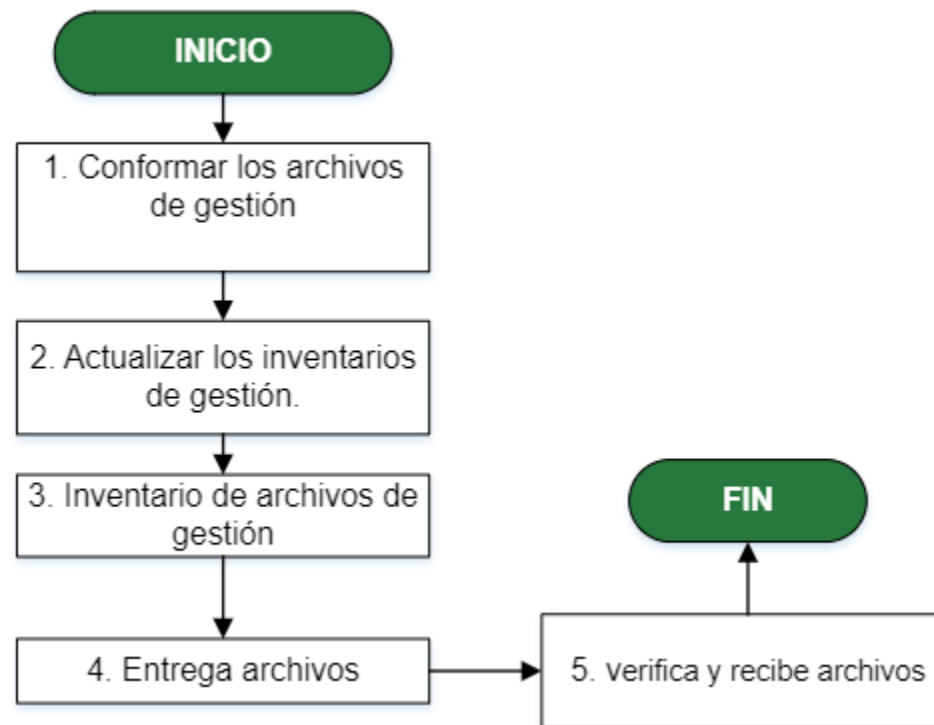 INICIO
1. Conformar los archivos
de gestión
2. Actualizar los inventarios
de gestión.
3. Inventario de archivos de
gestión
4. Entrega archivos
5. Verifica y recibe archivos
FIN